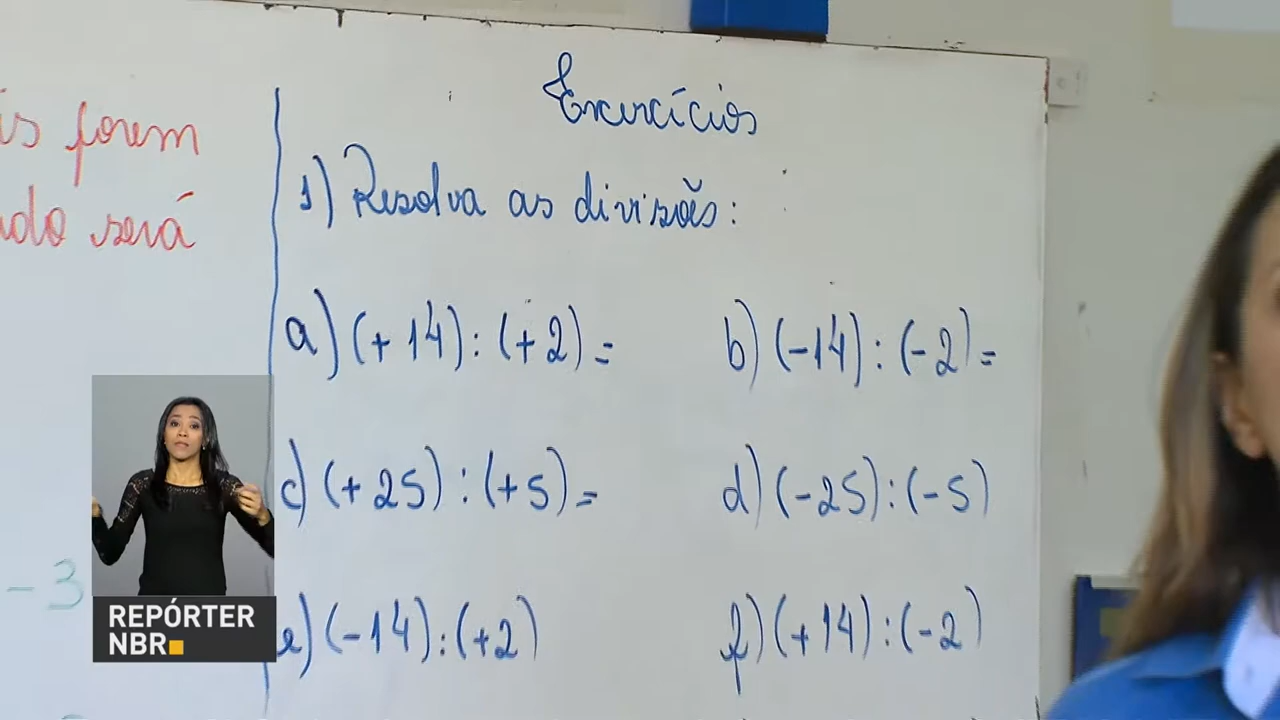 is forem
ado será
- 3
Exercícios
1) Resolva as divisões:
a) (+ 14) : (+ 2) =
b) (- 14) : (- 2) =
c) (+ 25) : (+ 5) =
d) (- 25) : (- 5)
e) (- 14) : (+ 2)
f) (+ 14) : (- 2)
REPÓRTER
NBR